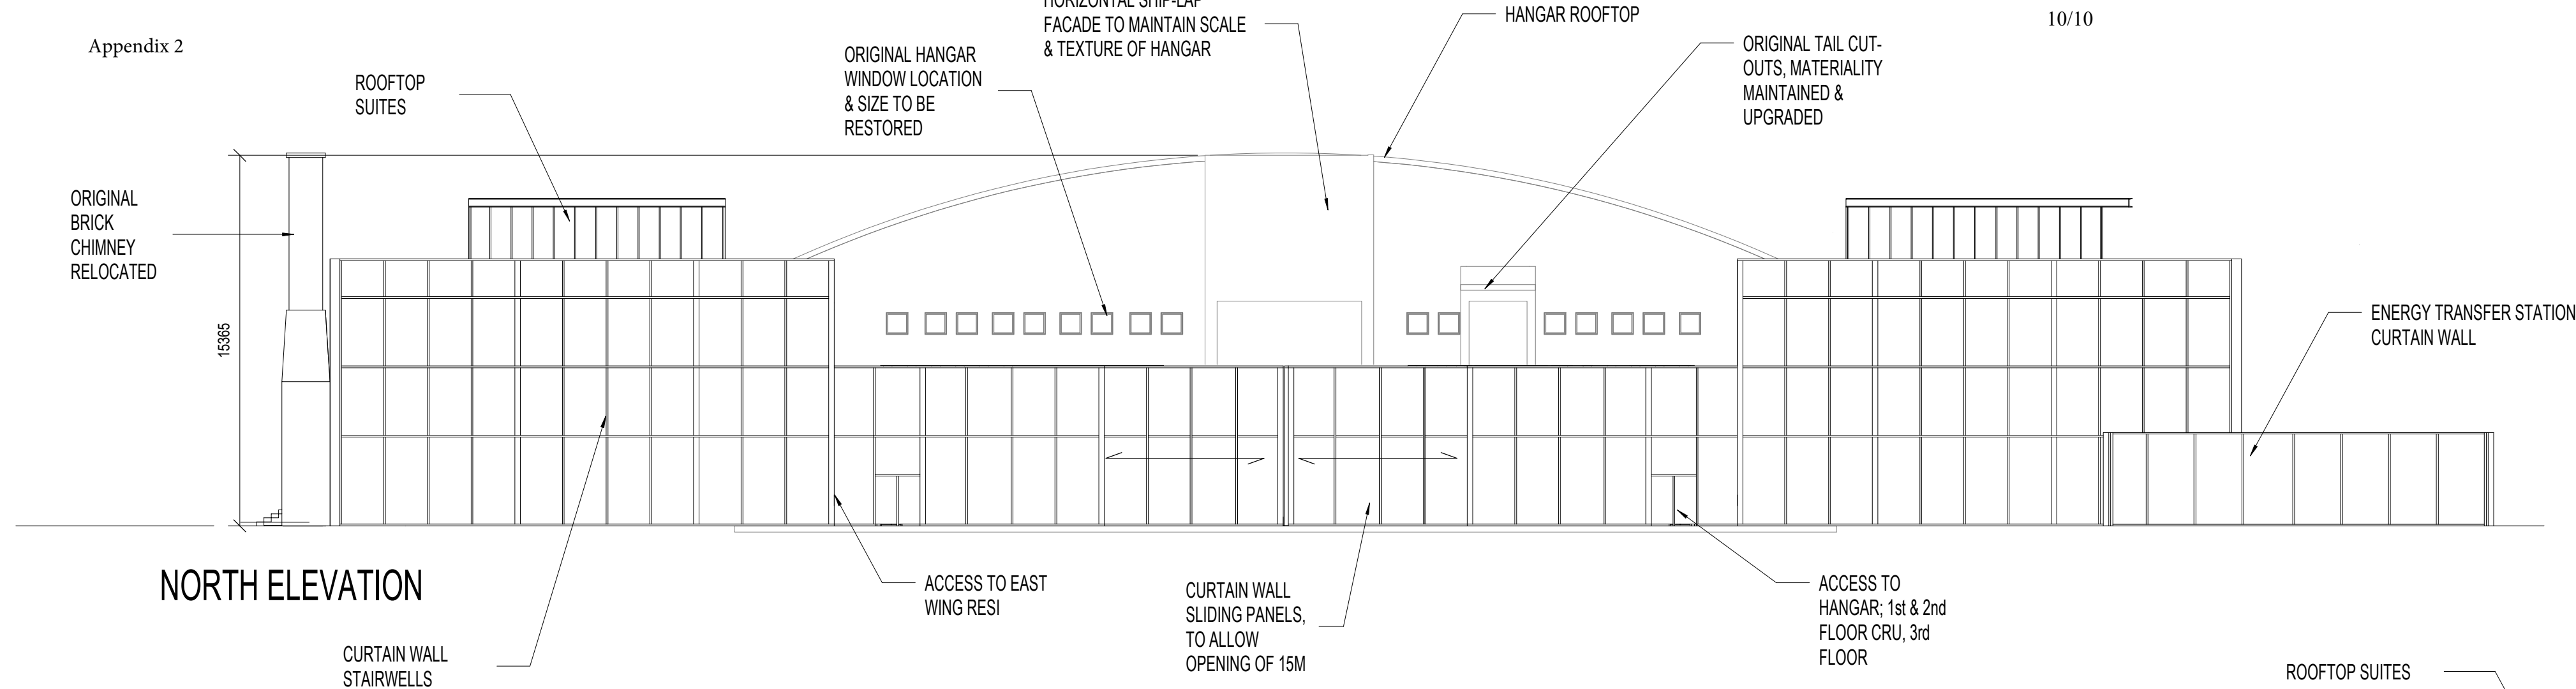 Appendix 2
10/10
HORIZONTAL SHIP-LAP
FACADE TO MAINTAIN SCALE
& TEXTURE OF HANGAR
HANGAR ROOFTOP
ORIGINAL HANGAR
WINDOW LOCATION
& SIZE TO BE
RESTORED
ORIGINAL TAIL CUT-
OUTS, MATERIALITY
MAINTAINED &
UPGRADED
ROOFTOP
SUITES
ORIGINAL
BRICK
CHIMNEY
RELOCATED
15365
ENERGY TRANSFER STATION
CURTAIN WALL
NORTH ELEVATION
ACCESS TO EAST
WING RESI
CURTAIN WALL
SLIDING PANELS,
TO ALLOW
OPENING OF 15M
ACCESS TO
HANGAR; 1st & 2nd
FLOOR CRU, 3rd
FLOOR
CURTAIN WALL
STAIRWELLS
ROOFTOP SUITES